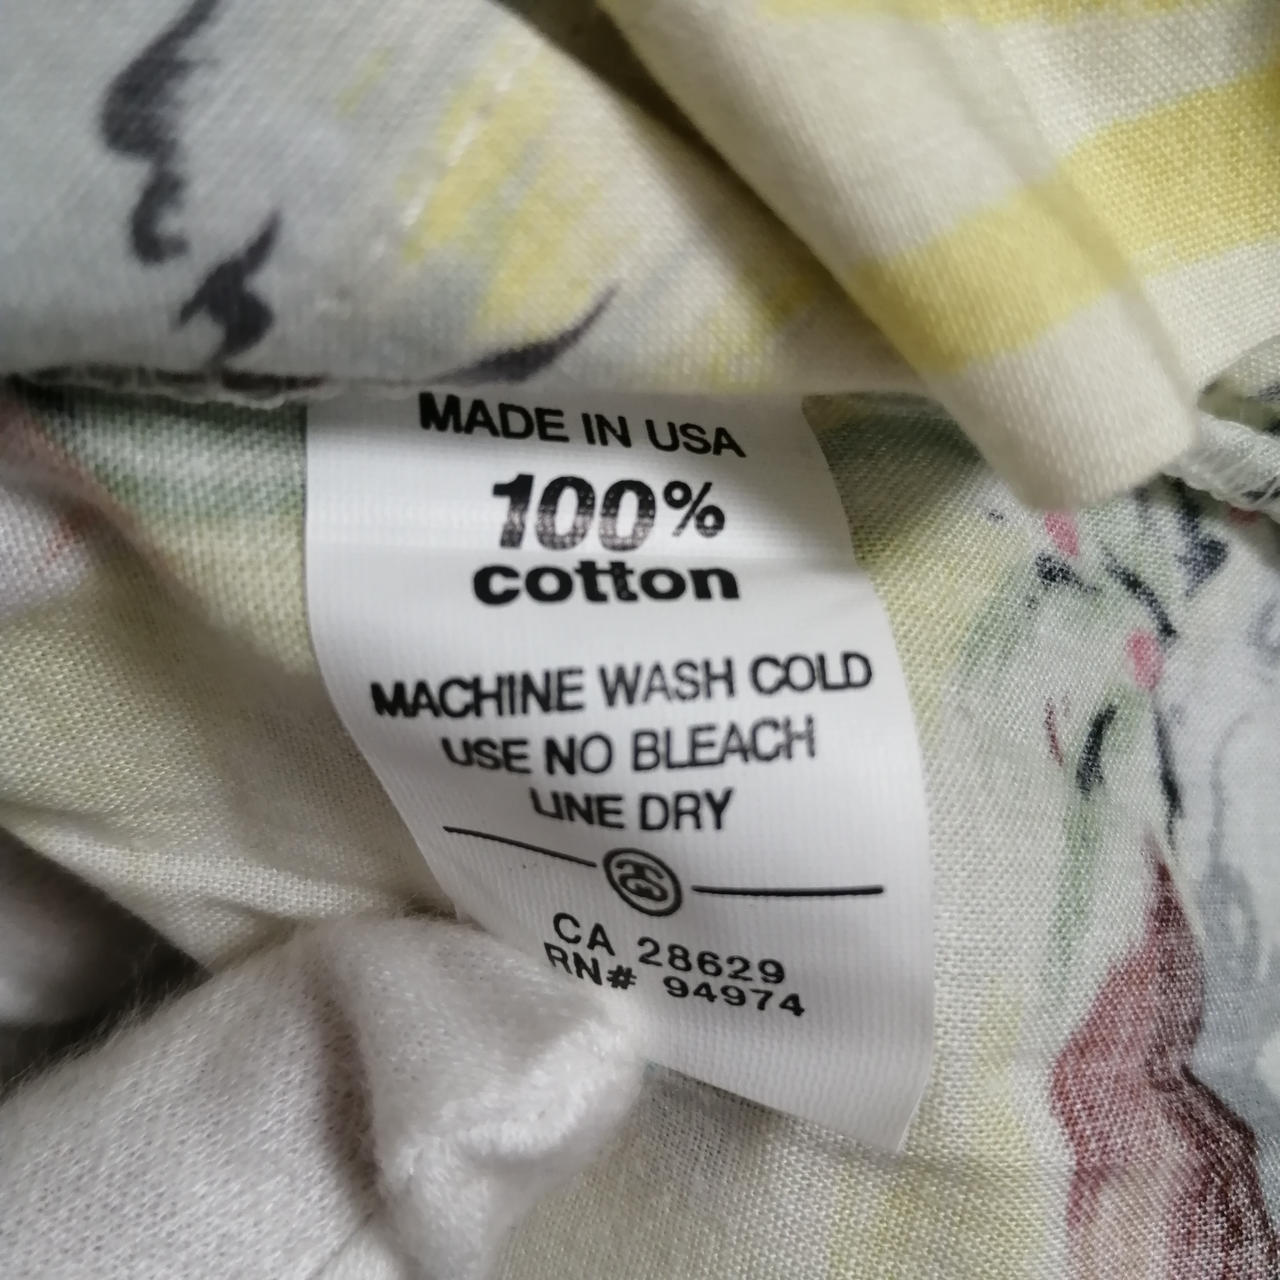 MADE IN USA
100%
cotton
MACHINE WASH COLD
USE NO BLEACH
LINE DRY
CA 28629
RN# 94974